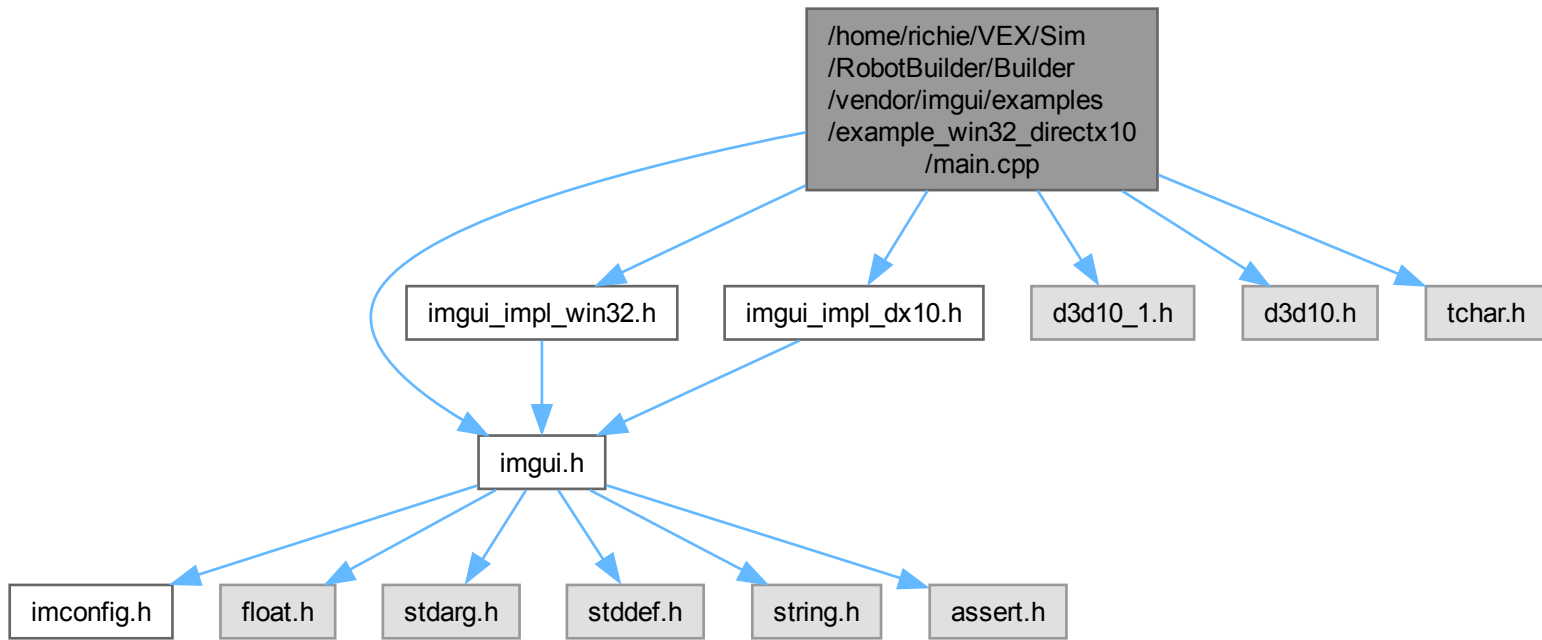 /home/richie/VEX/Sim
/RobotBuilder/Builder
/vendor/imgui/examples
/example_win32_directx10
/main.cpp
imgui_impl_win32.h
imgui_impl_dx10.h
d3d10_1.h
d3d10.h
tchar.h
imgui.h
imconfig.h
float.h
stdarg.h
stddef.h
string.h
assert.h